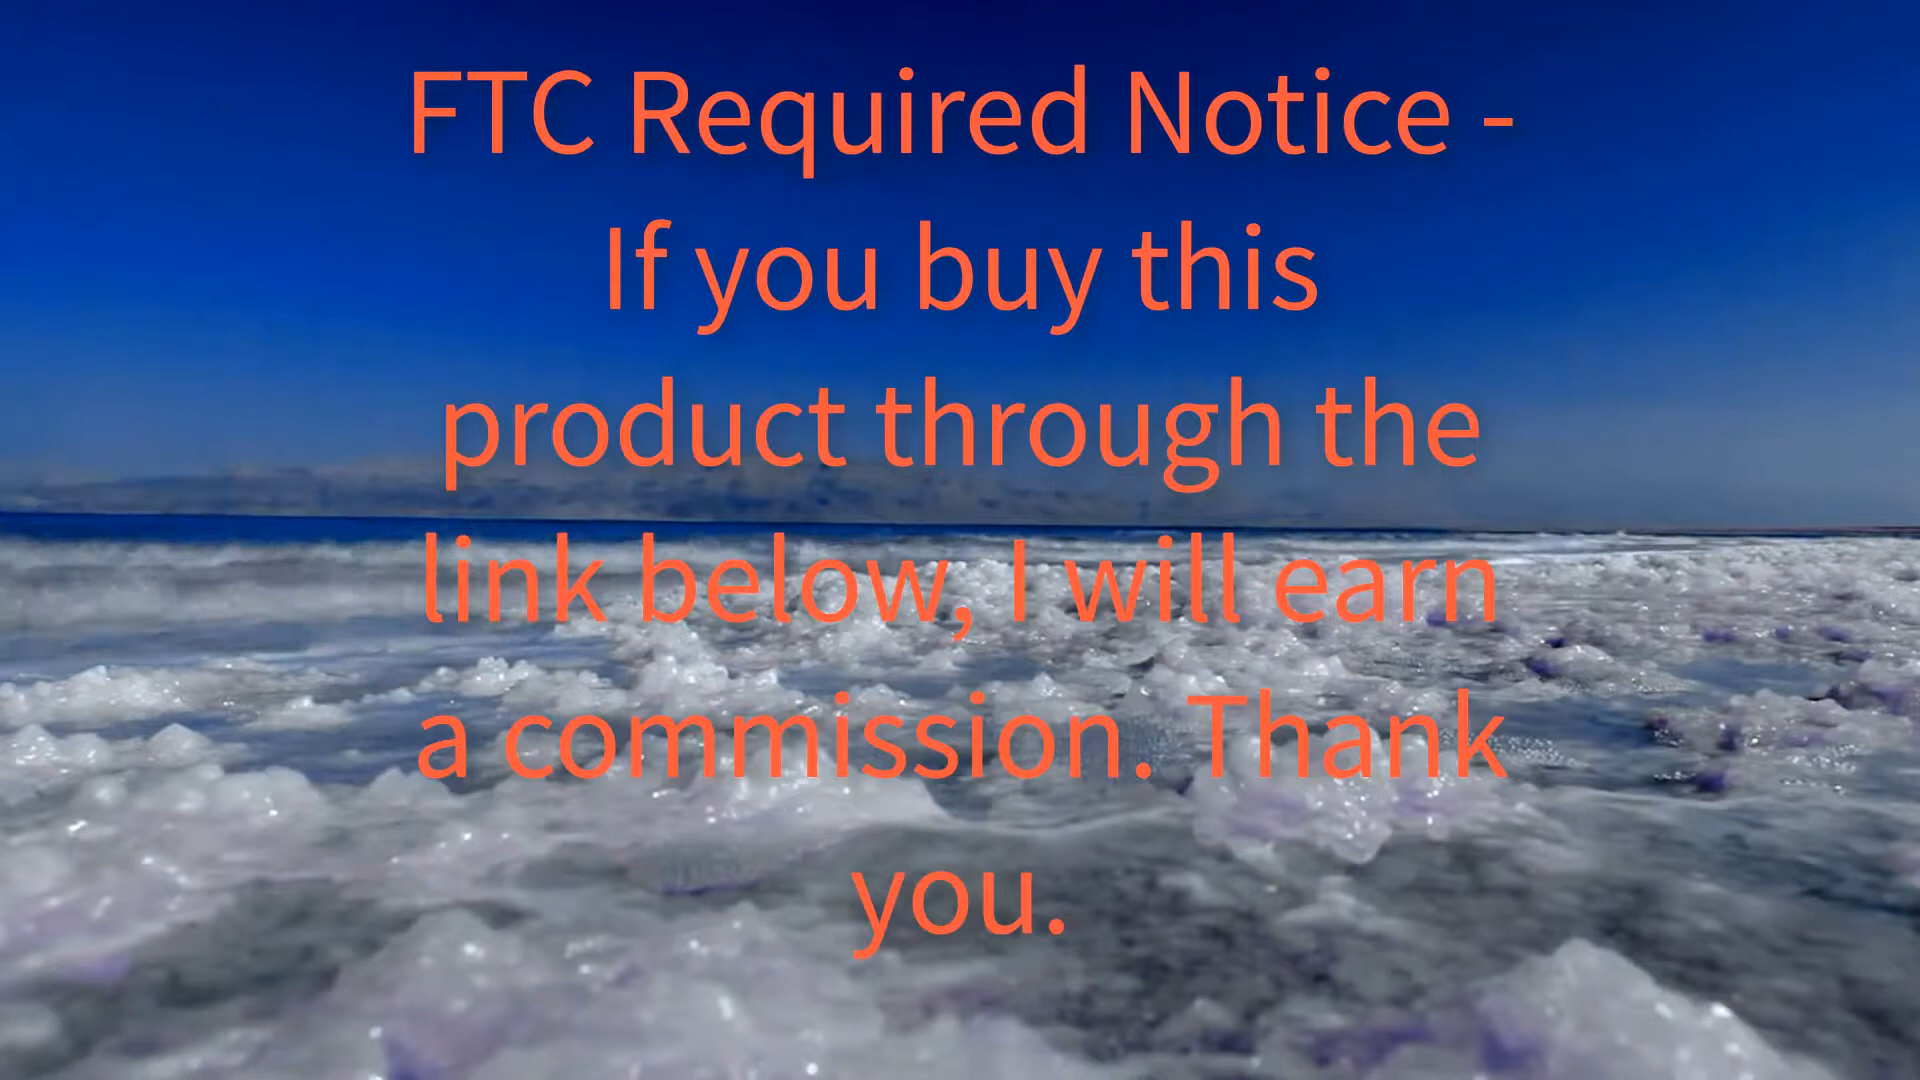 FTC Required Notice -
If you buy this
product through the
link below, I will earn
a commission. Thank
you.